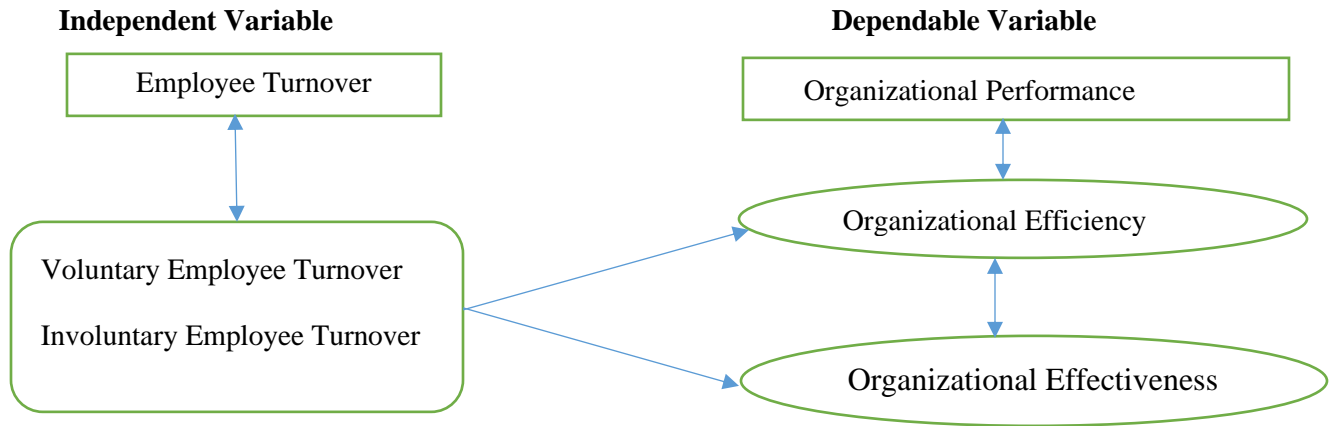 Independent Variable
Dependable Variable
Employee Turnover
Organizational Performance
Voluntary Employee Turnover
Involuntary Employee Turnover
Organizational Efficiency
Organizational Effectiveness